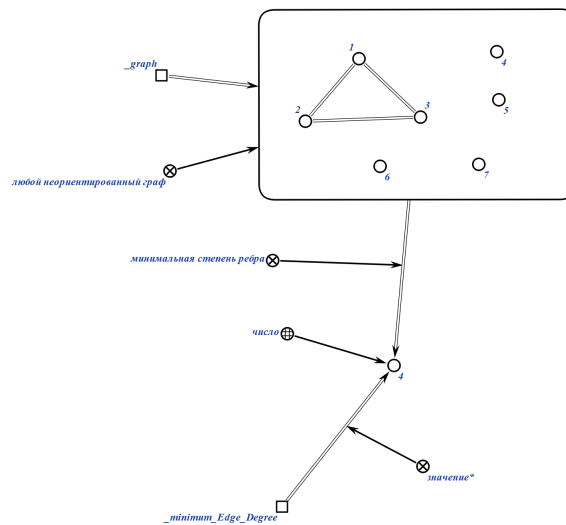 1
4
_graph
5
2
3
6
7
любой неориентированный граф
минимальная степень ребра
число
4
значение*
_minimum_Edge_Degree